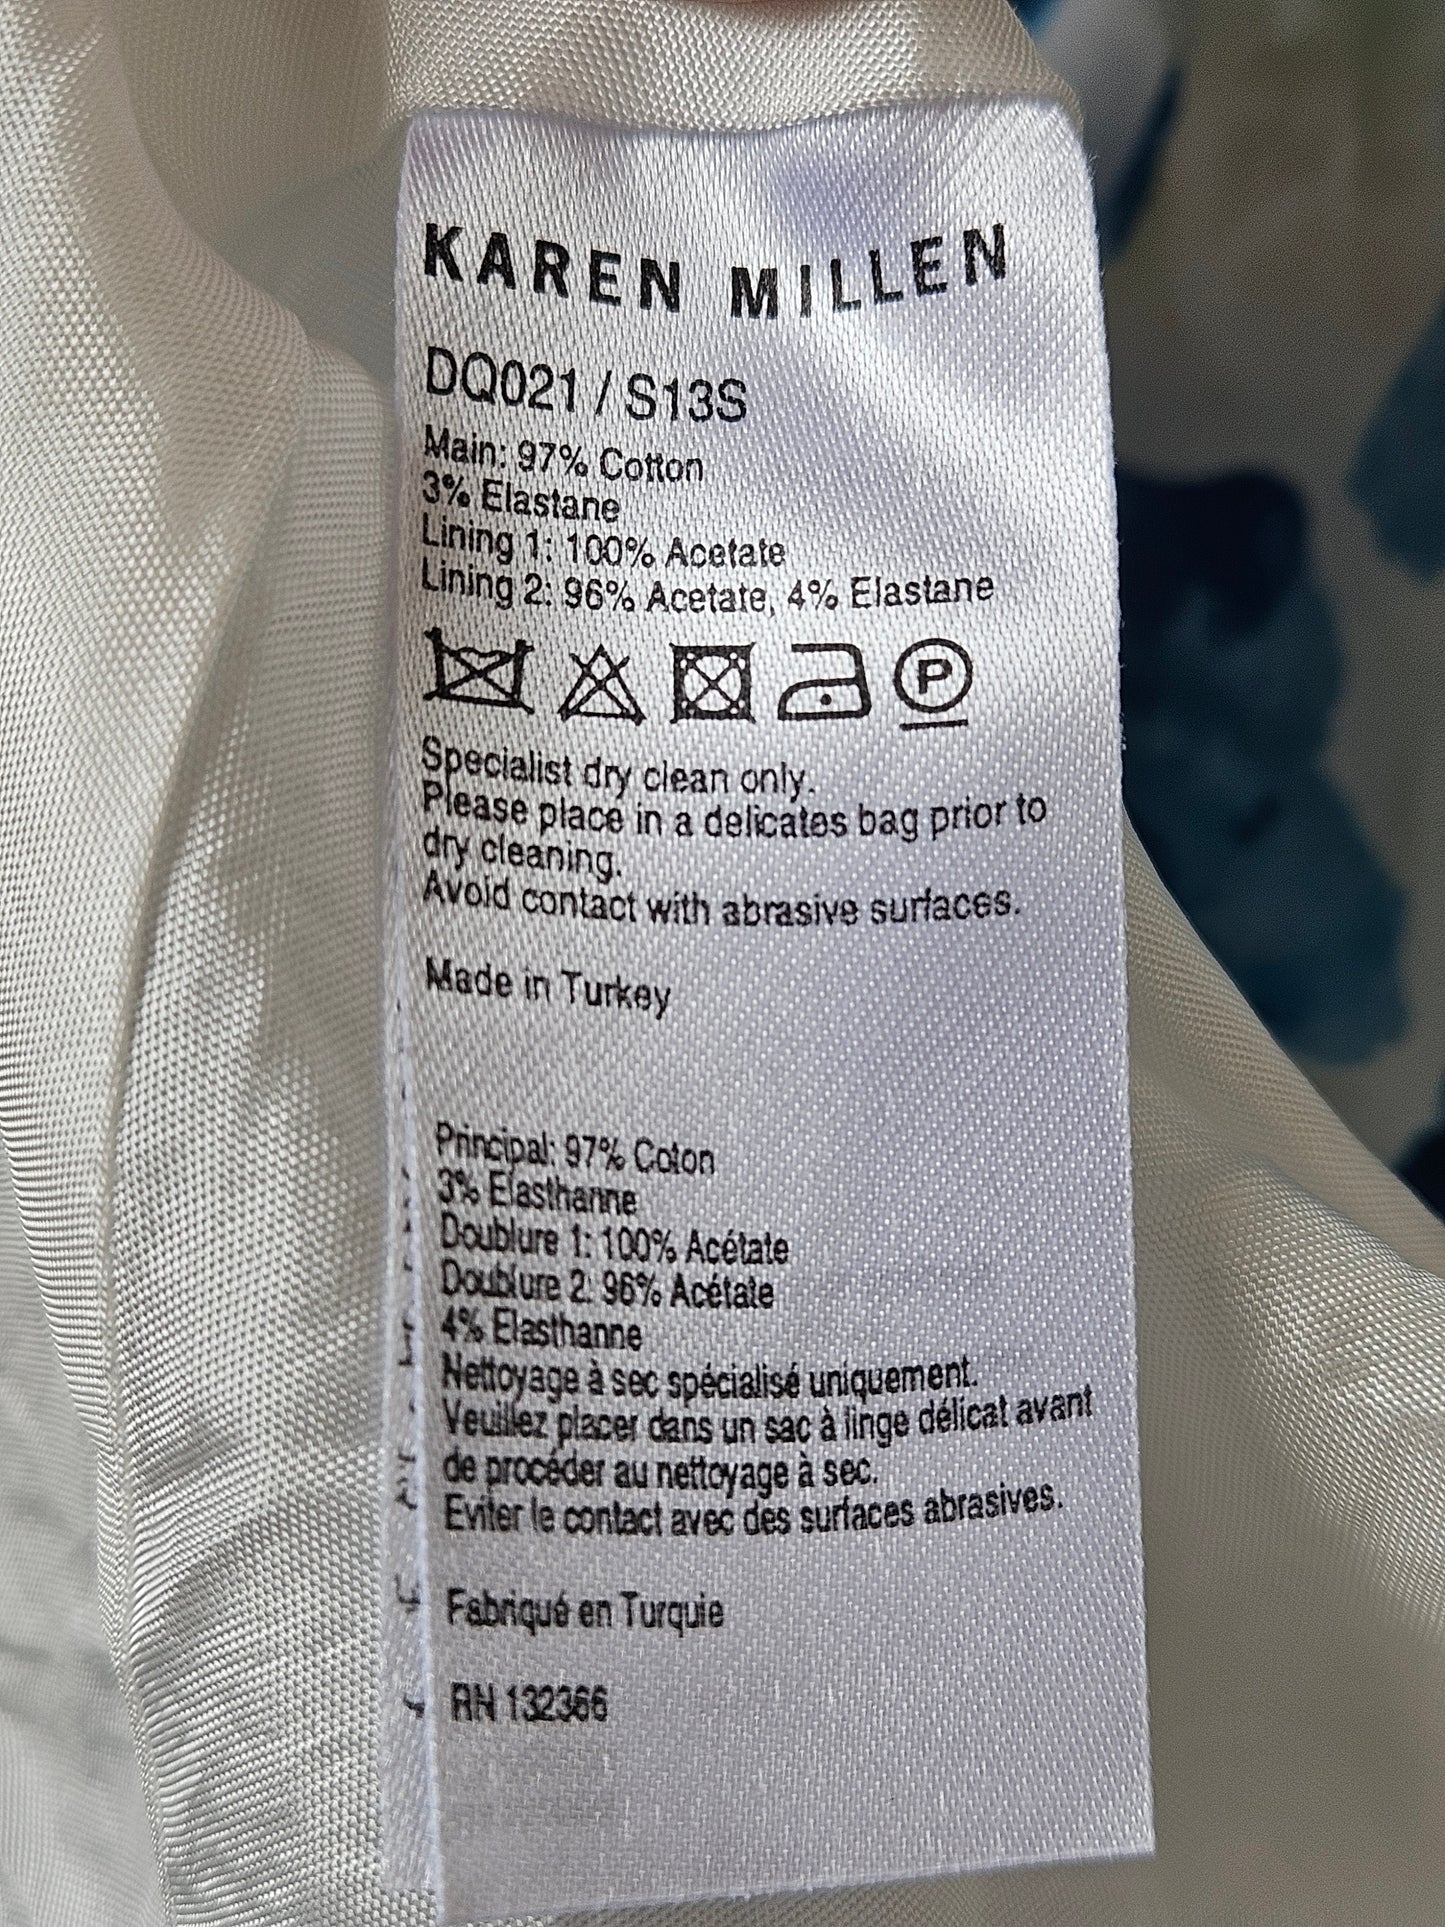 KAREN MILLEN
DQ021 / S13S
Main: 97% Cotton
3% Elastane
Lining 1: 100% Acetate
Lining 2: 96% Acetate, 4% Elastane
P
Specialist dry clean only.
Please place in a delicates bag prior to
dry cleaning.
Avoid contact with abrasive surfaces.
Made in Turkey
Principal: 97% Coton
3% Elasthanne
Doublure 1: 100% Acétate
Doublure 2: 96% Acétate
4% Elasthanne
Nettoyage à sec spécialisé uniquement.
Veuillez placer dans un sac à linge délicat avant
de procéder au nettoyage à sec.
Eviter le contact avec des surfaces abrasives.
Fabriqué en Turquie
RN 132366